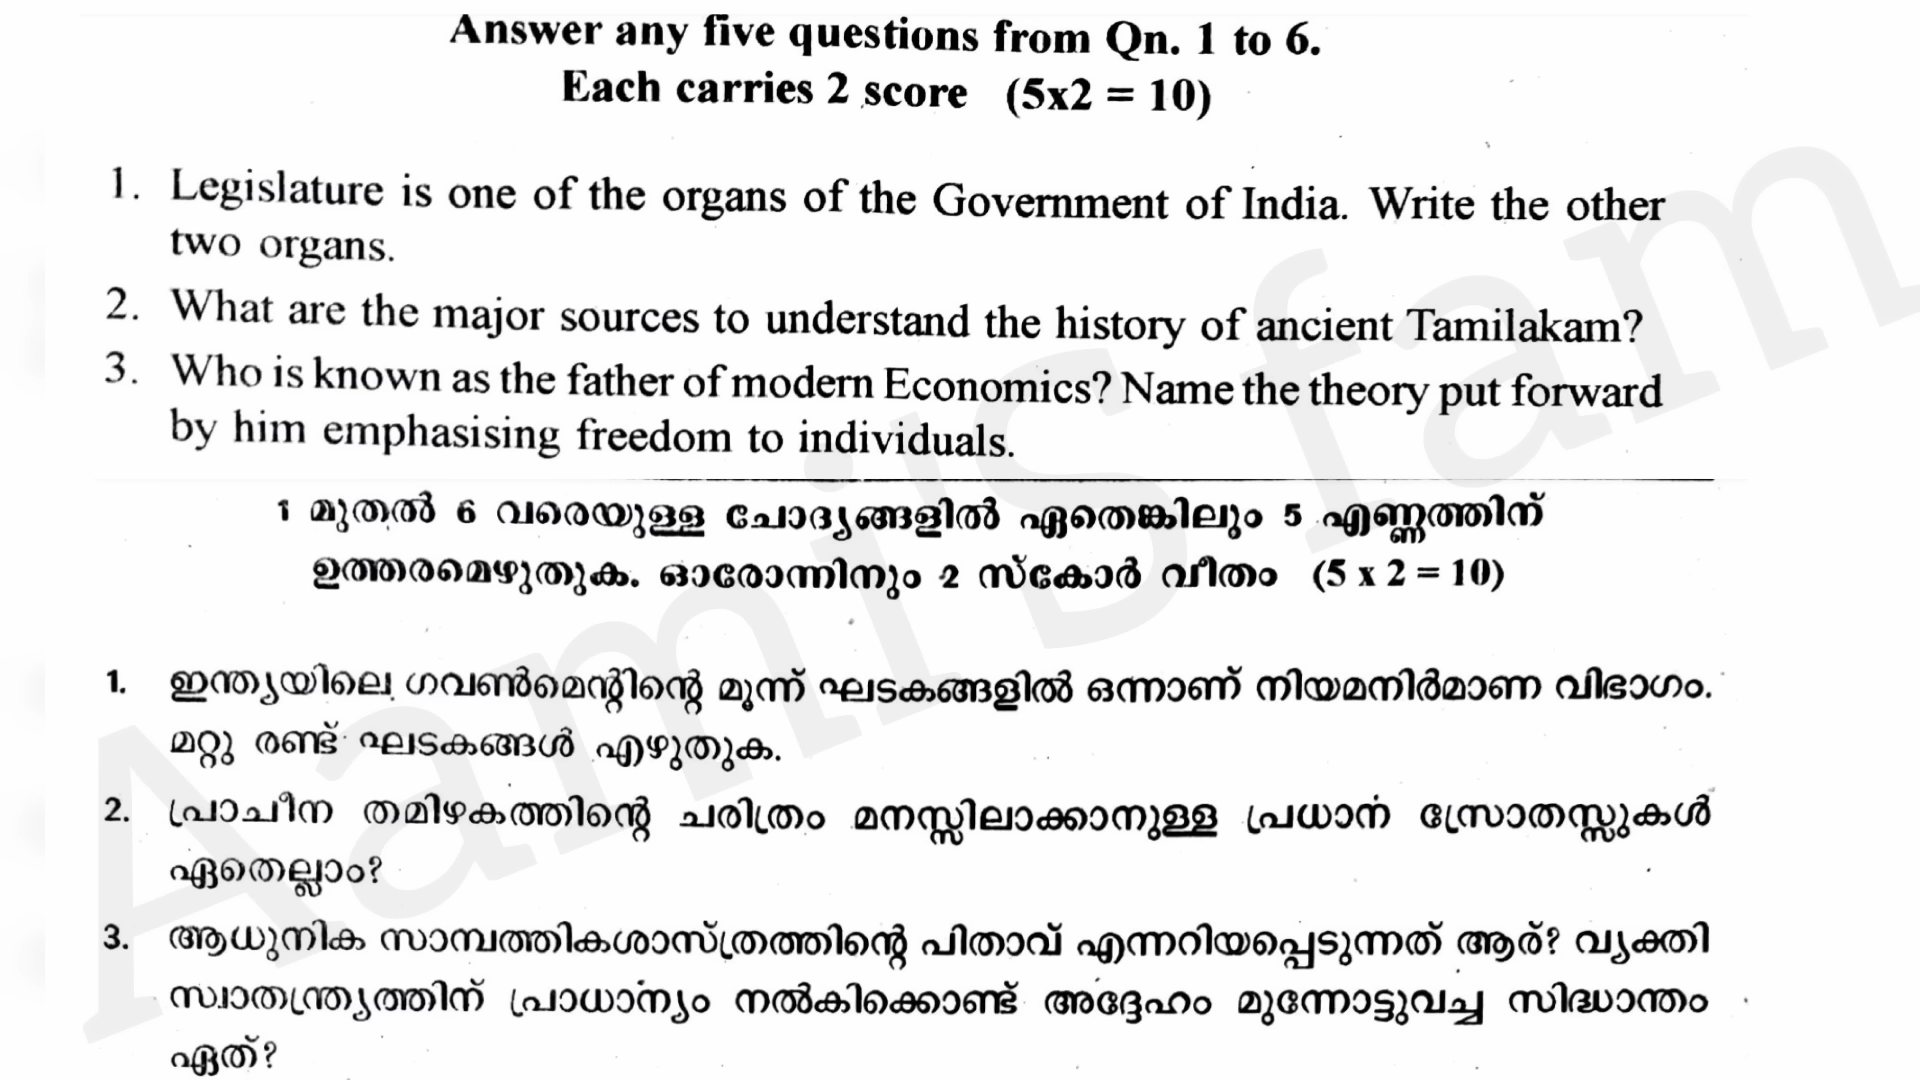 Answer any five questions from Qn. 1 to 6.
Each carries 2 score (5x2 = 10)
1. Legislature is one of the organs of the Government of India. Write the other
two organs.
2. What are the major sources to understand the history of ancient Tamilakam?
3. Who is known as the father of modern Economics? Name the theory put forward
by him emphasising freedom to individuals.
1 മുതൽ 6 വരെയുള്ള ചോദ്യങ്ങളിൽ ഏതെങ്കിലും 5 എണ്ണത്തിന്
ഉത്തരമെഴുതുക. ഓരോന്നിനും 2 സ്കോർ വീതം (5 x 2 = 10)
1. ഇന്ത്യയിലെ ഗവൺമെന്റിന്റെ മൂന്ന് ഘടകങ്ങളിൽ ഒന്നാണ് നിയമനിർമാണ വിഭാഗം.
മറ്റു രണ്ട് ഘടകങ്ങൾ എഴുതുക.
2. പ്രാചീന തമിഴകത്തിന്റെ ചരിത്രം മനസ്സിലാക്കാനുള്ള പ്രധാന സ്രോതസ്സുകൾ
ഏതെല്ലാം?
3. ആധുനിക സാമ്പത്തികശാസ്ത്രത്തിന്റെ പിതാവ് എന്നറിയപ്പെടുന്നത് ആര്? വ്യക്തി
സ്വാതന്ത്ര്യത്തിന് പ്രാധാന്യം നൽകിക്കൊണ്ട് അദ്ദേഹം മുന്നോട്ടുവച്ച സിദ്ധാന്തം
ഏത്?
Aami'S fam